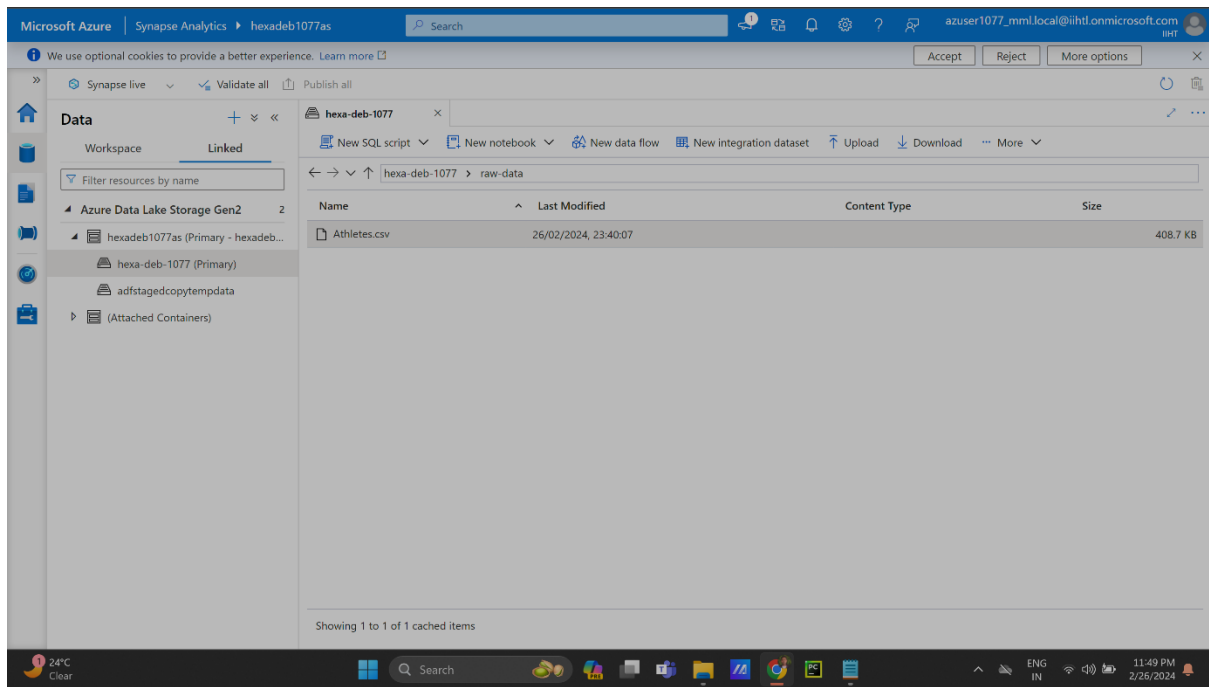 Microsoft Azure | Synapse Analytics ▸ hexadeb1077as
Search
1
azuser1077_mml.local@iihtl.onmicrosoft.com
IIHT
We use optional cookies to provide a better experience. Learn more
Accept
Reject
More options
Synapse live
Validate all
Publish all
Data
Workspace
Linked
Filter resources by name
Azure Data Lake Storage Gen2 2
hexadeb1077as (Primary - hexadeb...
hexa-deb-1077 (Primary)
adfstagedcopytempdata
(Attached Containers)
hexa-deb-1077
New SQL script
New notebook
New data flow
New integration dataset
Upload
Download
More
hexa-deb-1077 > raw-data
Name Last Modified Content Type Size
Athletes.csv 26/02/2024, 23:40:07 408.7 KB
Showing 1 to 1 of 1 cached items
1
24°C
Clear
Search
PRE
PC
ENG
IN
11:49 PM
2/26/2024